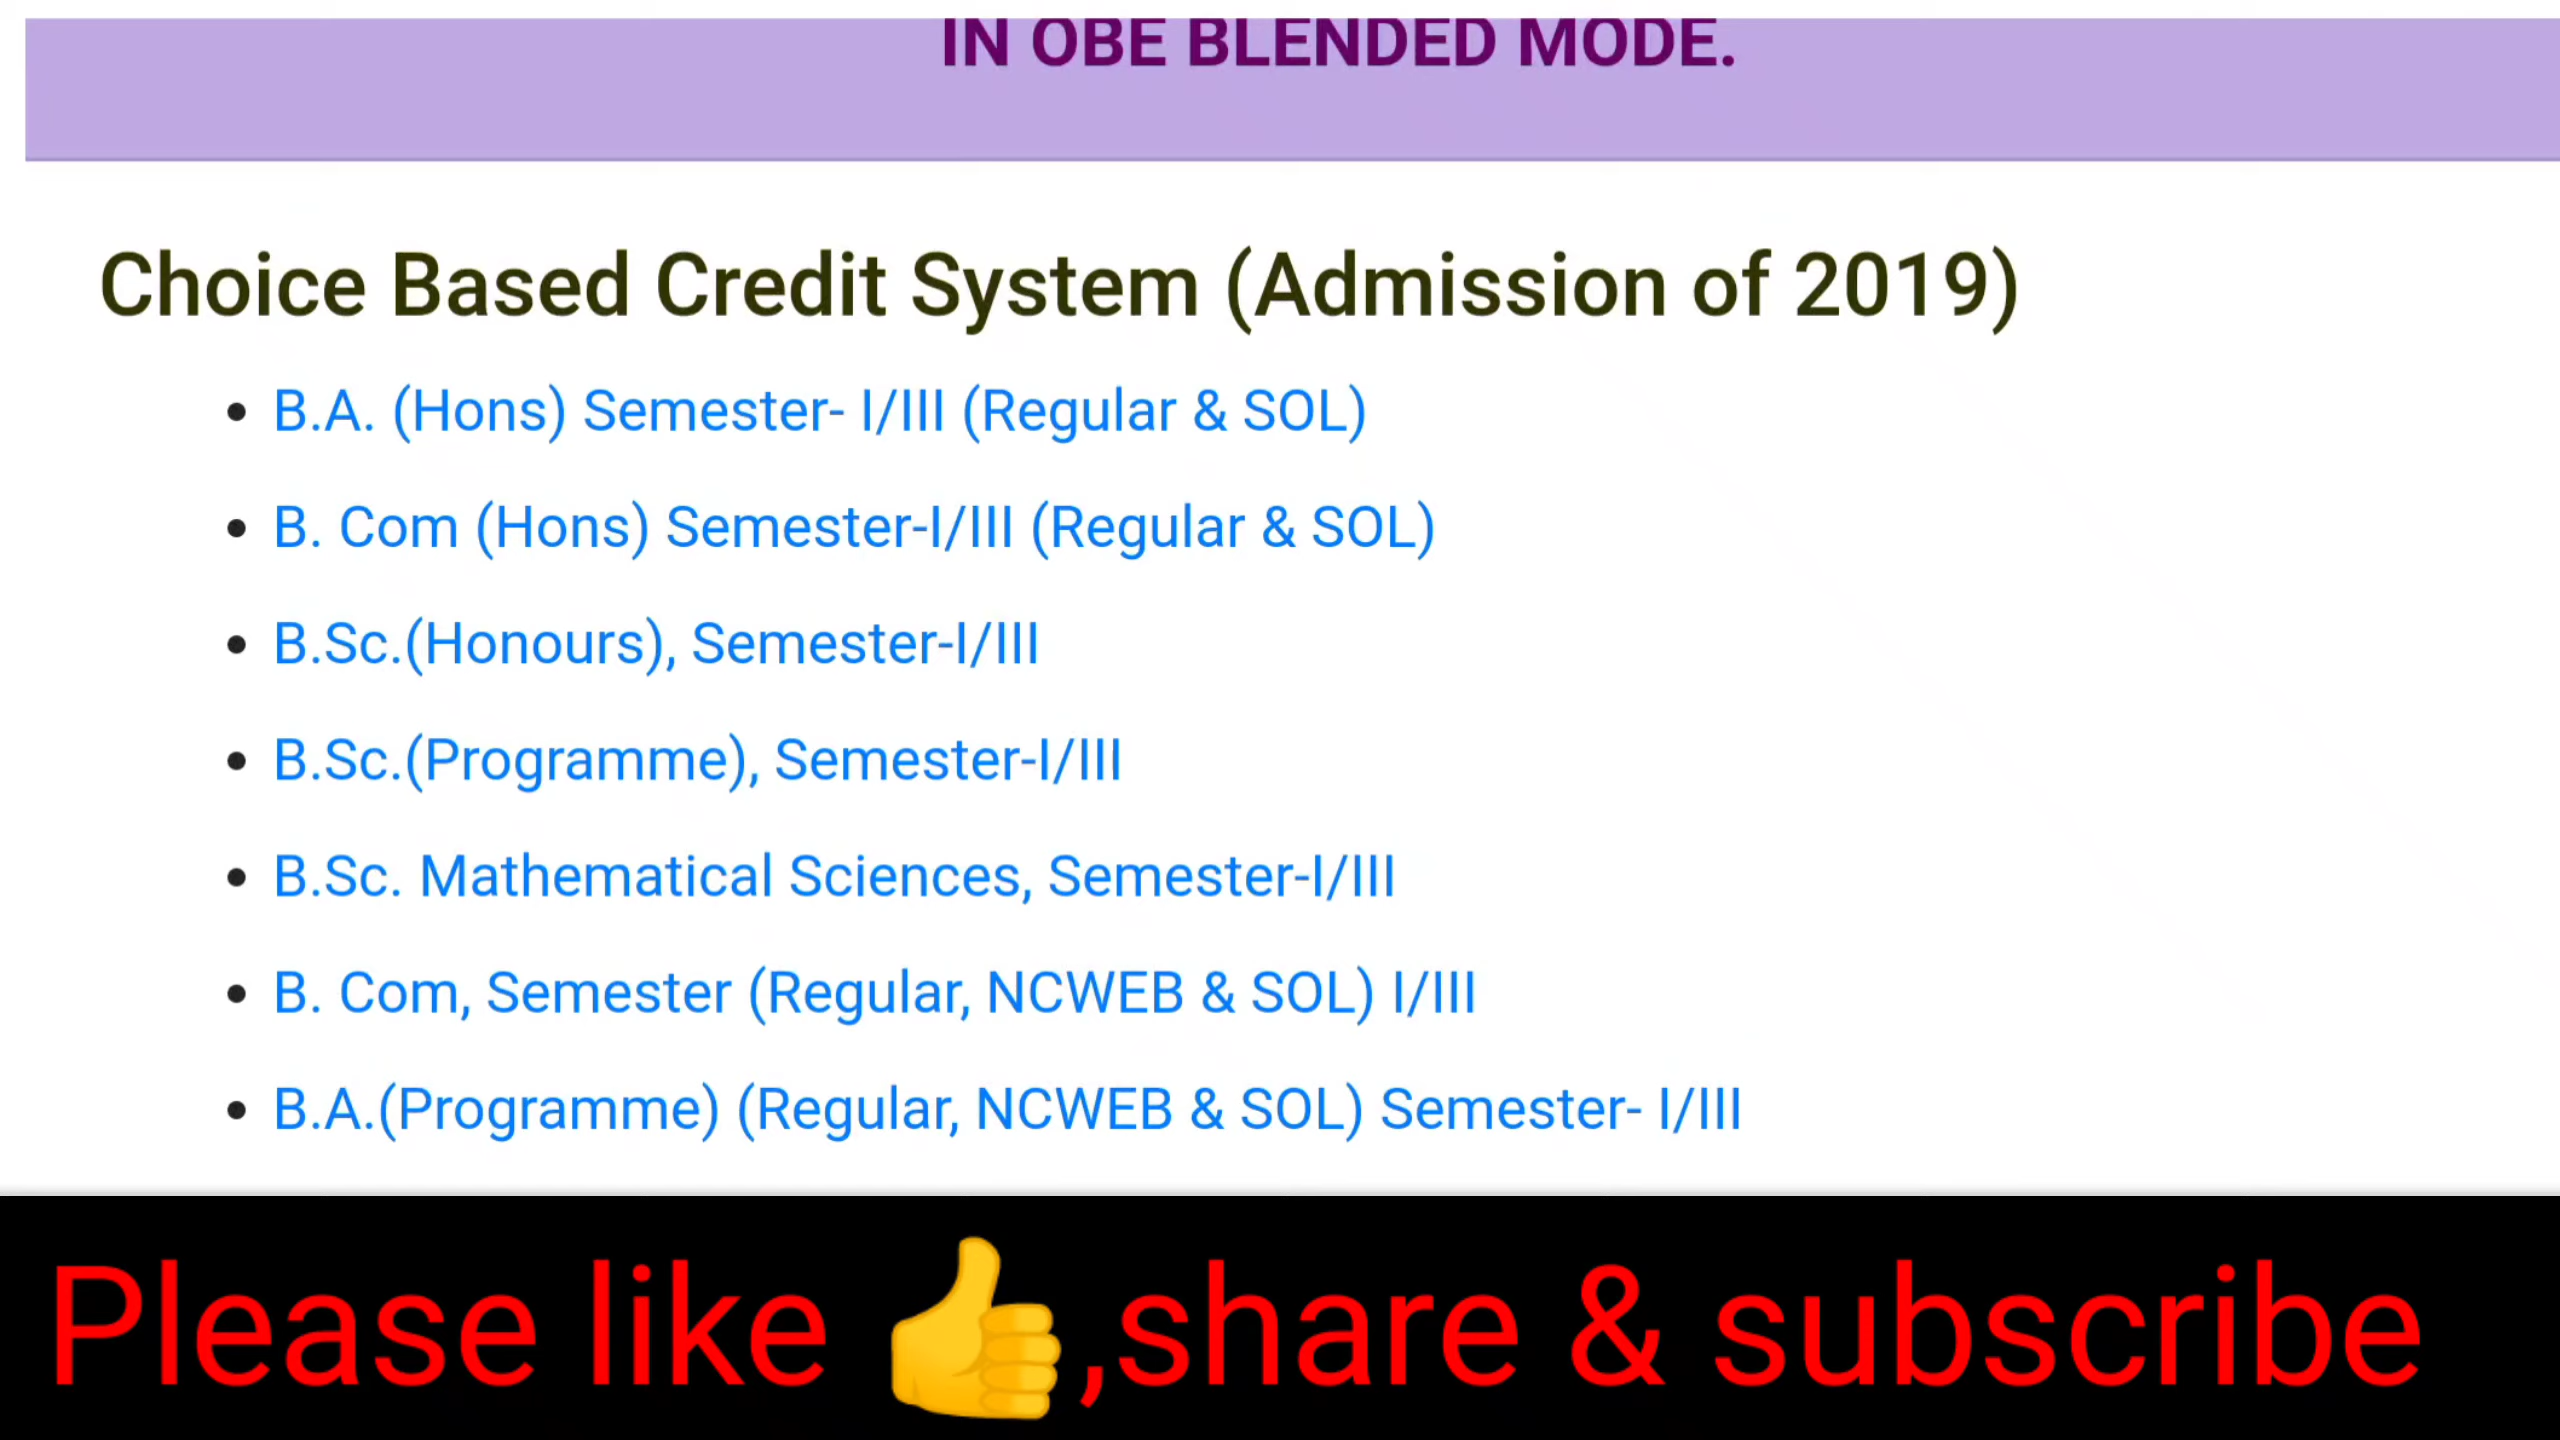 IN OBE BLENDED MODE.
Choice Based Credit System (Admission of 2019)
• B.A. (Hons) Semester- I/III (Regular & SOL)
• B. Com (Hons) Semester-I/III (Regular & SOL)
• B.Sc.(Honours), Semester-I/III
• B.Sc.(Programme), Semester-I/III
• B.Sc. Mathematical Sciences, Semester-I/III
• B. Com, Semester (Regular, NCWEB & SOL) I/III
• B.A.(Programme) (Regular, NCWEB & SOL) Semester- I/III
Please like 👍,share & subscribe